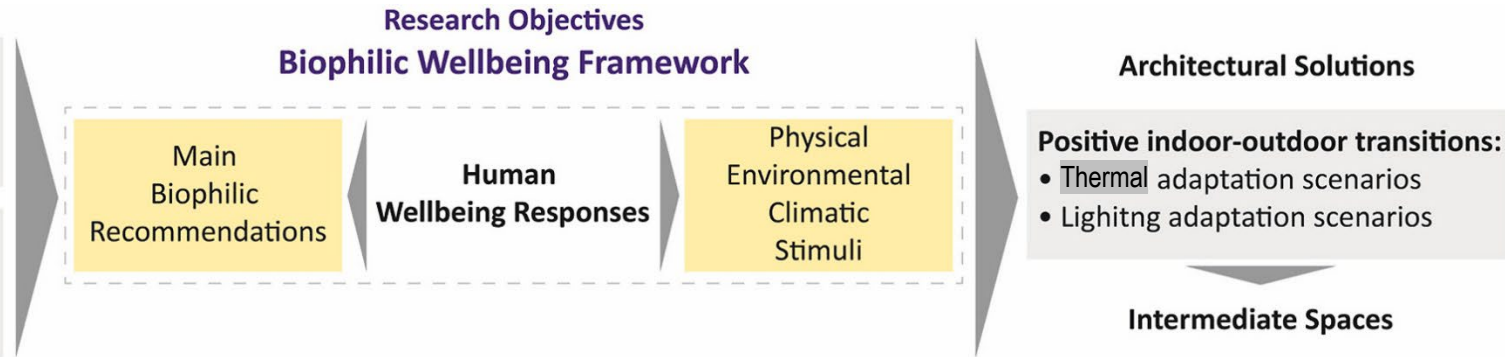 Research Objectives
Biophilic Wellbeing Framework
Main
Biophilic
Recommendations
Human
Wellbeing Responses
Physical
Environmental
Climatic
Stimuli
Architectural Solutions
Positive indoor-outdoor transitions:
• Thermal adaptation scenarios
• Lighitng adaptation scenarios
Intermediate Spaces